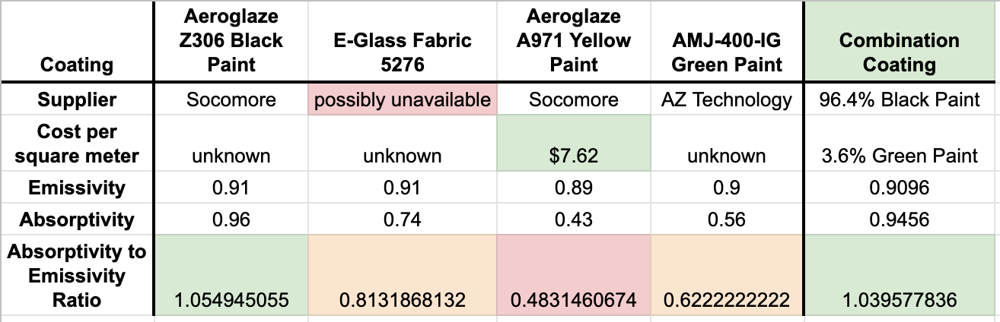 Coating
Aeroglaze
Z306 Black
Paint
E-Glass Fabric
5276
Aeroglaze
A971 Yellow
Paint
AMJ-400-IG
Green Paint
Combination
Coating
Supplier
Socomore
possibly unavailable
Socomore
AZ Technology
96.4% Black Paint
Cost per
square meter
unknown
unknown
$7.62
unknown
3.6% Green Paint
Emissivity
0.91
0.91
0.89
0.9
0.9096
Absorptivity
0.96
0.74
0.43
0.56
0.9456
Absorptivity to
Emissivity
Ratio
1.054945055
0.8131868132
0.4831460674
0.6222222222
1.039577836